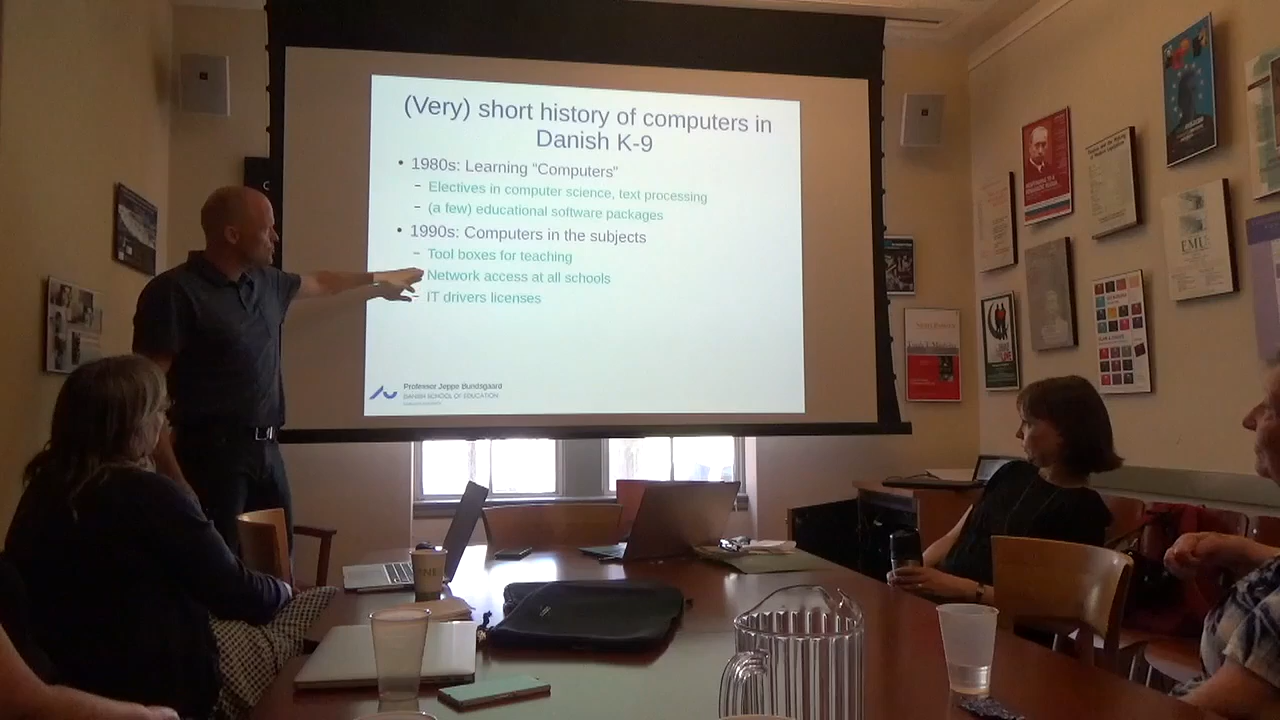 (Very) short history of computers in
Danish K-9
• 1980s: Learning "Computers"
– Electives in computer science, text processing
– (a few) educational software packages
• 1990s: Computers in the subjects
– Tool boxes for teaching
Network access at all schools
– IT drivers licenses
Professor Jeppe Bundsgaard
DANISH SCHOOL OF EDUCATION
EMU